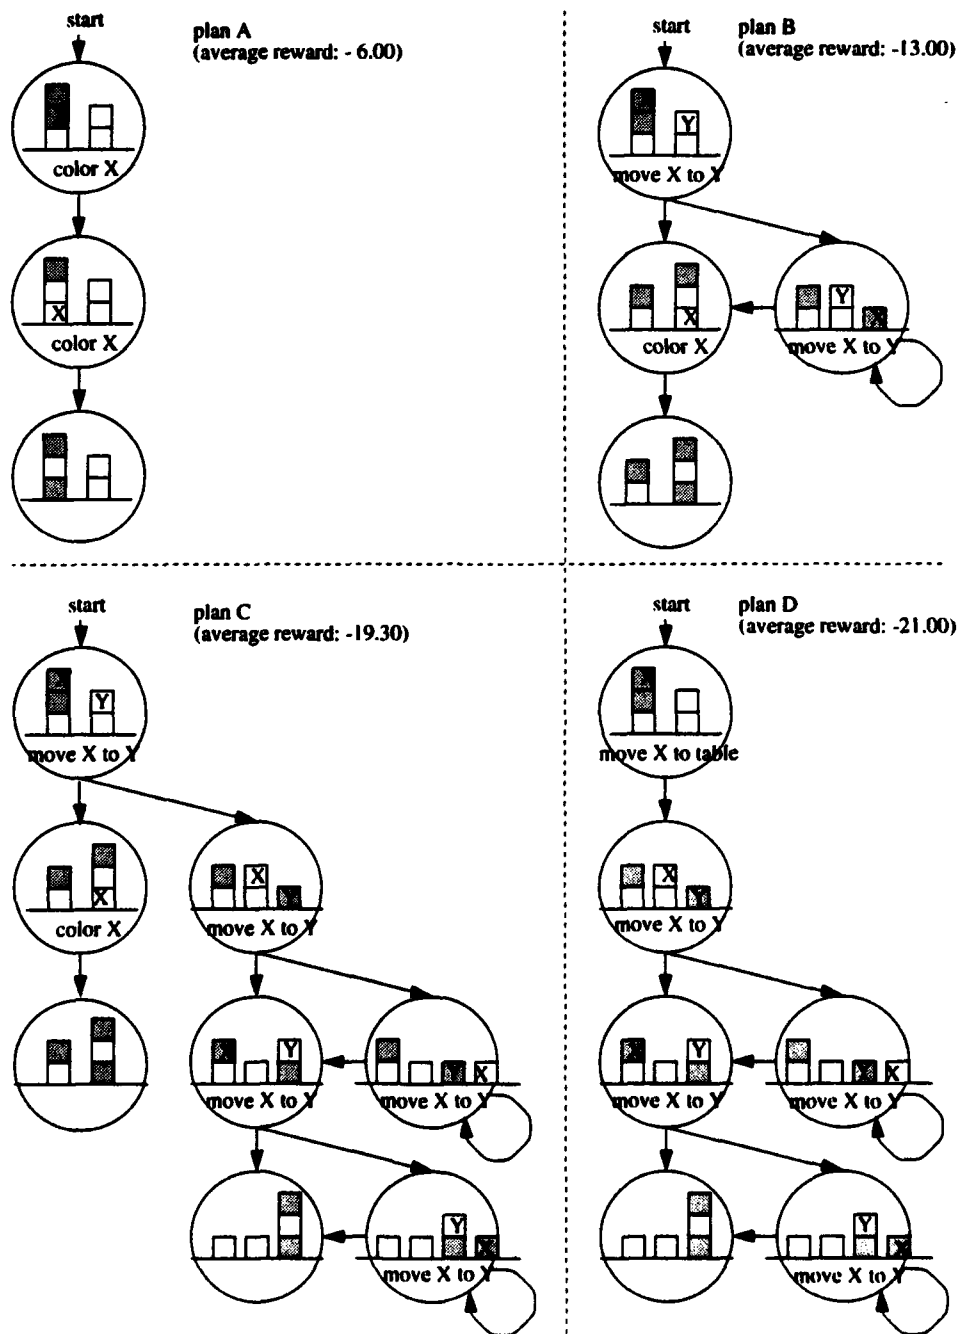 start
plan A
(average reward: - 6.00)
color X
X
color X
start
plan B
(average reward: -13.00)
Y
move X to Y
X
color X
Y
X
move X to Y
start
plan C
(average reward: -19.30)
Y
move X to Y
X
color X
X
Y
move X to Y
X
Y
move X to Y
Y
X
move X to Y
Y
X
move X to Y
start
plan D
(average reward: -21.00)
X
move X to table
X
Y
move X to Y
X
Y
move X to Y
X
X
move X to Y
Y
X
move X to Y